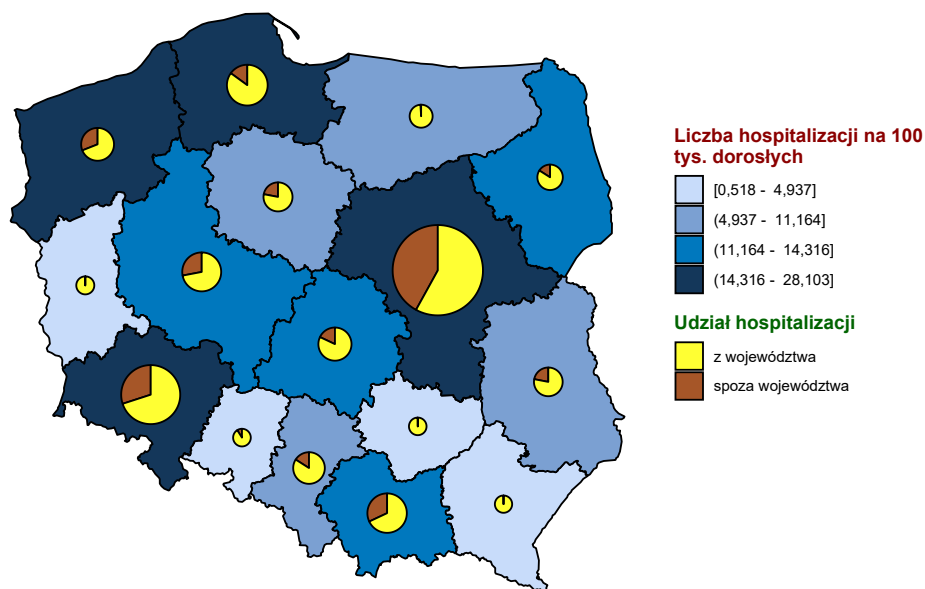 Liczba hospitalizacji na 100
tys. dorosłych
[0,518 - 4,937]
(4,937 - 11,164]
(11,164 - 14,316]
(14,316 - 28,103]
Udział hospitalizacji
z województwa
spoza województwa